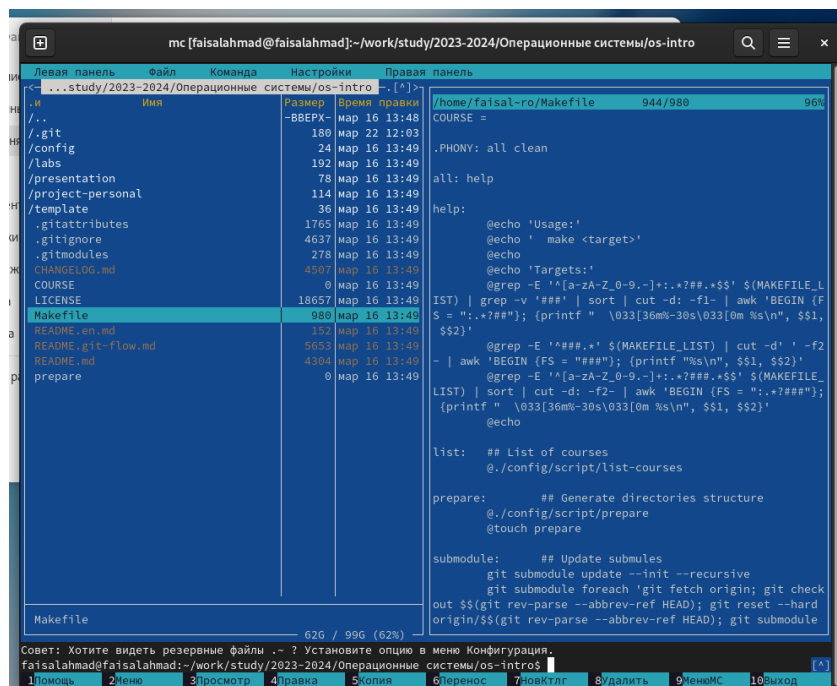 mc [faisalahmad@faisalahmad]:~/work/study/2023-2024/Операционные системы/os-intro
Левая панель Файл Команда Настройки Правая панель
<— ...study/2023-2024/Операционные системы/os-intro —.[^]>
.и Имя Размер Время правки
/.. -ВВЕРХ- мар 16 13:48
/.git 180 мар 22 12:03
/config 24 мар 16 13:49
/labs 192 мар 16 13:49
/presentation 78 мар 16 13:49
/project-personal 114 мар 16 13:49
/template 36 мар 16 13:49
.gitattributes 1765 мар 16 13:49
.gitignore 4637 мар 16 13:49
.gitmodules 278 мар 16 13:49
CHANGELOG.md 4507 мар 16 13:49
COURSE 0 мар 16 13:49
LICENSE 18657 мар 16 13:49
Makefile 980 мар 16 13:49
README.en.md 152 мар 16 13:49
README.git-flow.md 5653 мар 16 13:49
README.md 4304 мар 16 13:49
prepare 0 мар 16 13:49
Makefile
62G / 99G (62%)
/home/faisal~ro/Makefile 944/980 96%
COURSE =
.PHONY: all clean
all: help
help:
@echo 'Usage:'
@echo '  make <target>'
@echo
@echo 'Targets:'
@grep -E '^[a-zA-Z_0-9.-]+:.*?##.*$$' $(MAKEFILE_L
IST) | grep -v '###' | sort | cut -d: -f1- | awk 'BEGIN {F
S = ":.*?##"}; {printf "  \033[36m%-30s\033[0m %s\n", $$1,
$$2}'
@grep -E '^###.*' $(MAKEFILE_LIST) | cut -d' ' -f2
- | awk 'BEGIN {FS = "###"}; {printf "%s\n", $$1, $$2}'
@grep -E '^[a-zA-Z_0-9.-]+:.*?###.*$$' $(MAKEFILE_
LIST) | sort | cut -d: -f2- | awk 'BEGIN {FS = ":.*?###"};
{printf "  \033[36m%-30s\033[0m %s\n", $$1, $$2}'
@echo
list: ## List of courses
@./config/script/list-courses
prepare: ## Generate directories structure
@./config/script/prepare
@touch prepare
submodule: ## Update submules
git submodule update --init --recursive
git submodule foreach 'git fetch origin; git check
out $$(git rev-parse --abbrev-ref HEAD); git reset --hard
origin/$$(git rev-parse --abbrev-ref HEAD); git submodule
Совет: Хотите видеть резервные файлы .~ ? Установите опцию в меню Конфигурация.
faisalahmad@faisalahmad:~/work/study/2023-2024/Операционные системы/os-intro$ [^]
1Помощь 2Меню 3Просмотр 4Правка 5Копия 6Перенос 7НовКтлг 8Удалить 9МенюМС 10Выход